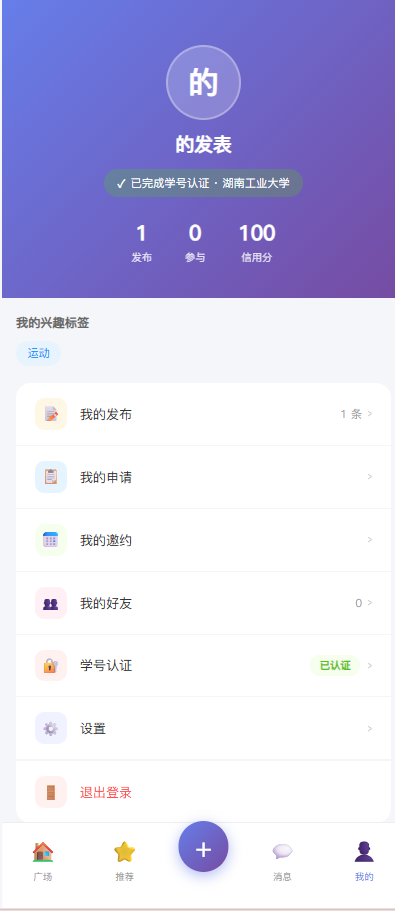 的
的发表
✓ 已完成学号认证 · 湖南工业大学
1 0 100
发布 参与 信用分
我的兴趣标签
运动
我的发布 1 条 ›
我的申请 ›
我的邀约 ›
我的好友 0 ›
学号认证 已认证 ›
设置 ›
退出登录
+
广场 推荐 消息 我的